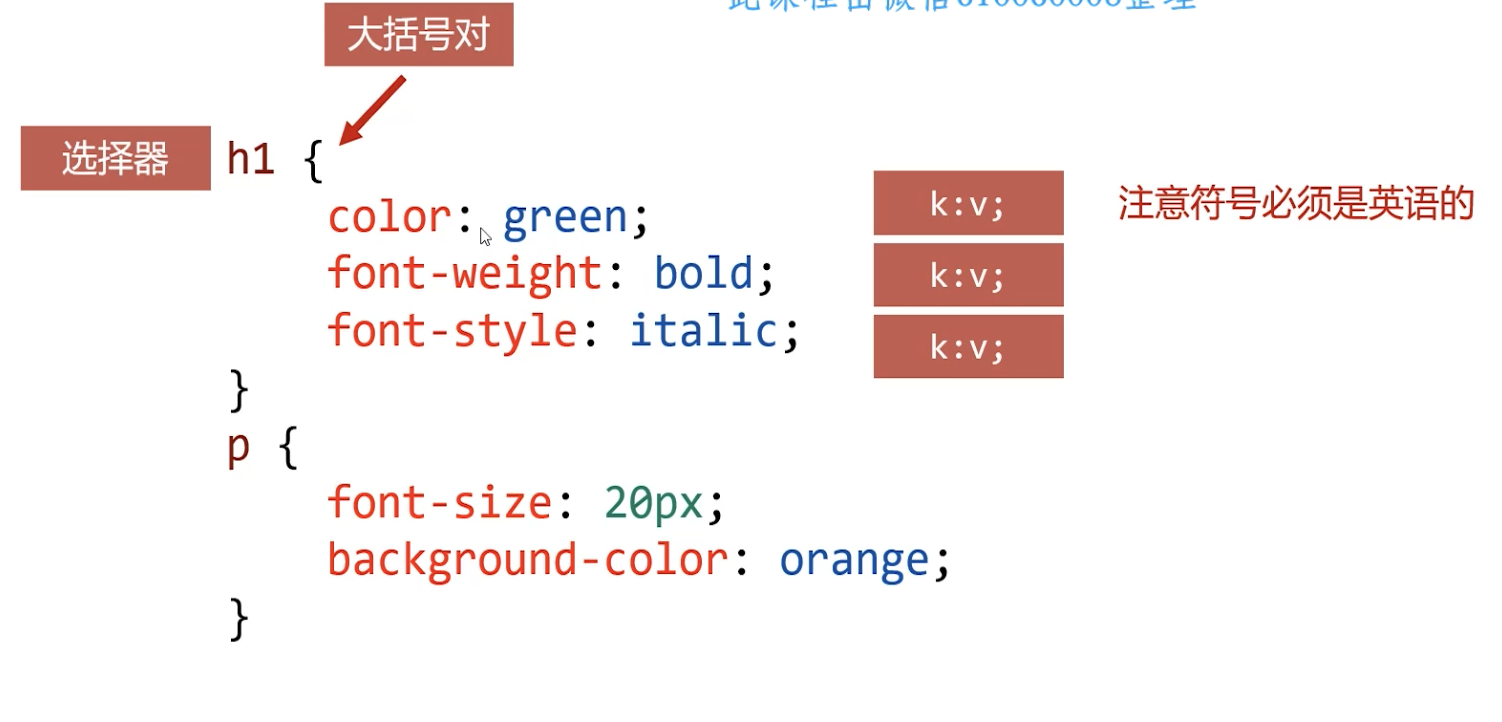 大括号对
选择器 h1 {
color: green;
font-weight: bold;
font-style: italic;
}
p {
font-size: 20px;
background-color: orange;
}
k:v;
k:v;
k:v;
注意符号必须是英语的